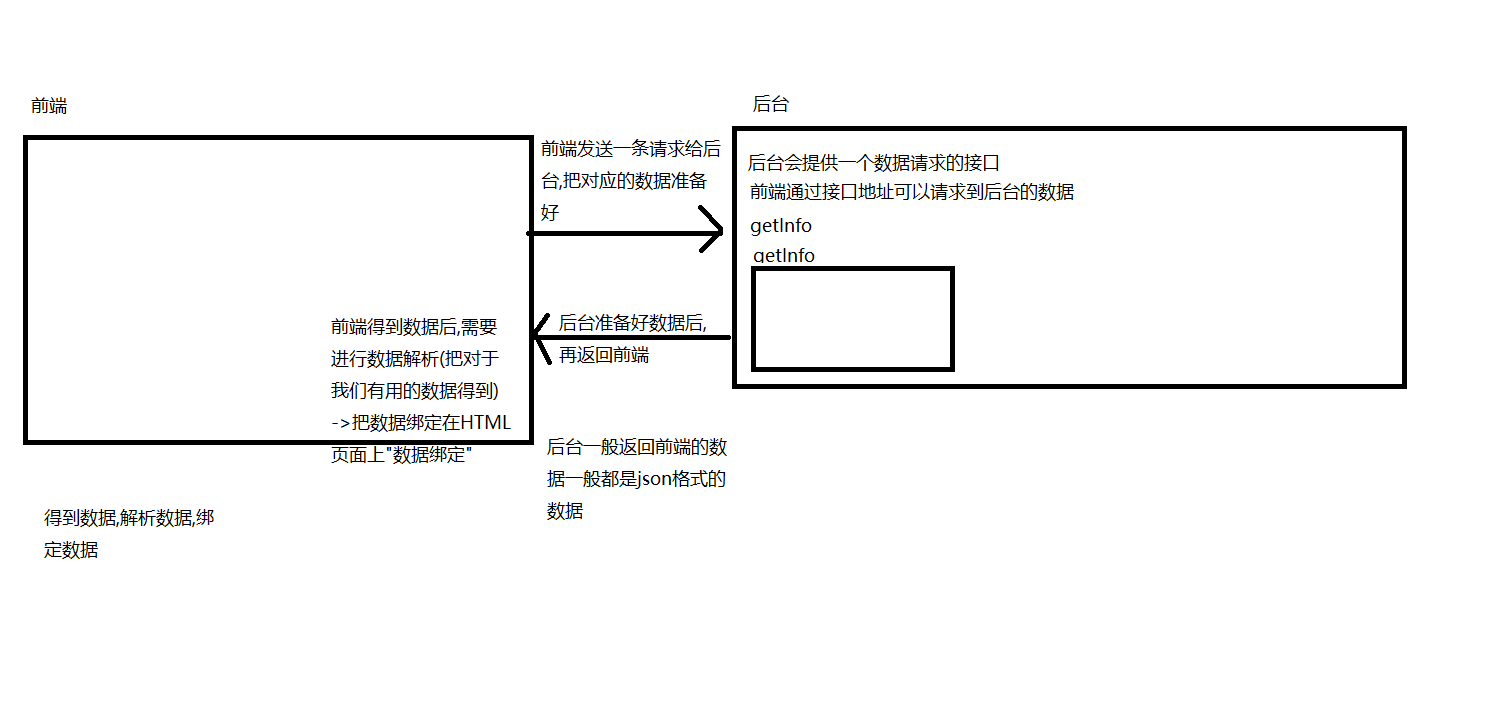 前端
后台
前端发送一条请求给后
台,把对应的数据准备
好
后台会提供一个数据请求的接口
前端通过接口地址可以请求到后台的数据
getInfo
getInfo
前端得到数据后,需要
进行数据解析(把对于
我们有用的数据得到)
->把数据绑定在HTML
页面上"数据绑定"
后台准备好数据后,
再返回前端
后台一般返回前端的数
据一般都是json格式的
数据
得到数据,解析数据,绑
定数据